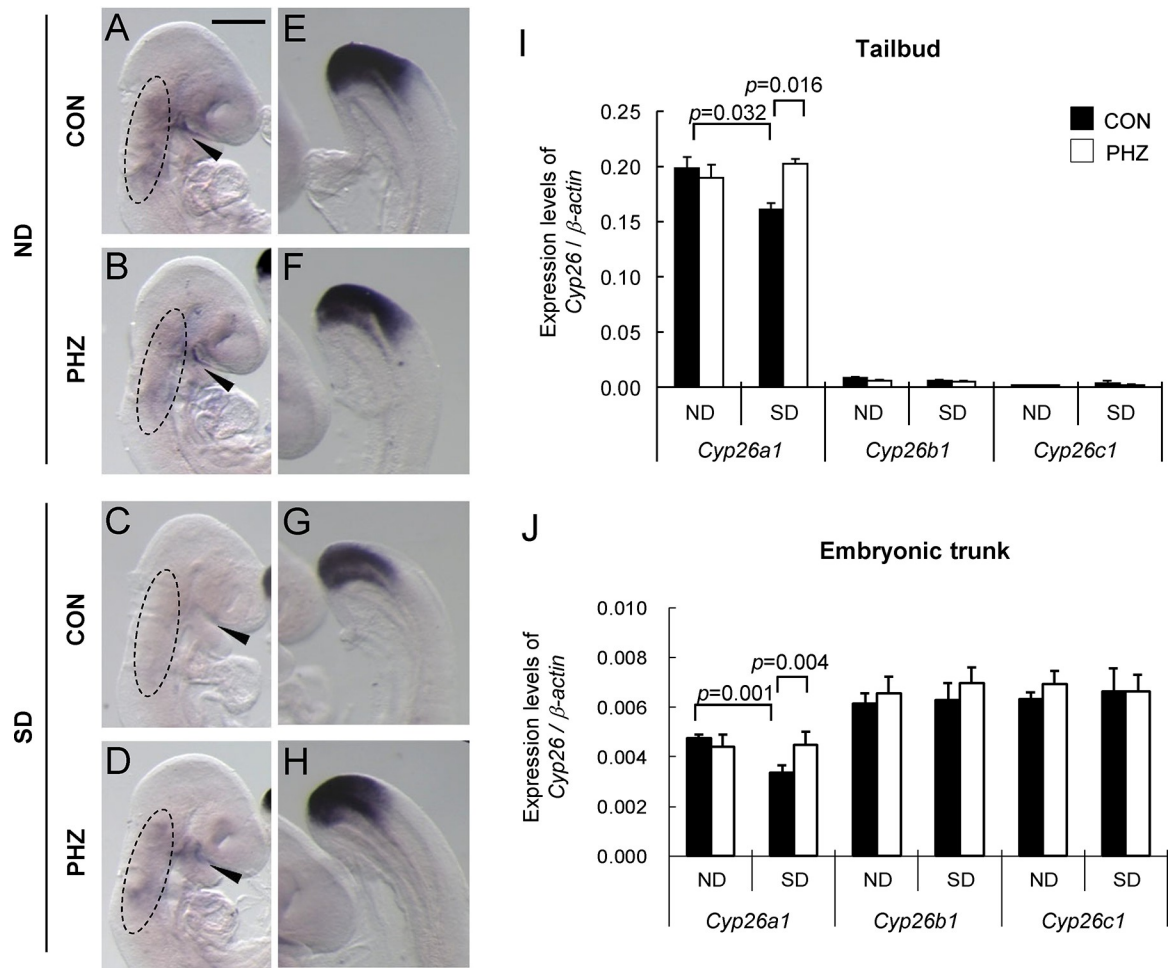 A
E
CON
B
F
PHZ
ND
C
G
CON
D
H
PHZ
SD
I
Tailbud
p=0.016
p=0.032
CON
PHZ
Expression levels of
Cyp26 / β-actin
0.25
0.20
0.15
0.10
0.05
0.00
ND SD ND SD ND SD
Cyp26a1 Cyp26b1 Cyp26c1
J
Embryonic trunk
p=0.004
p=0.001
Expression levels of
Cyp26 / β-actin
0.010
0.008
0.006
0.004
0.002
0.000
ND SD ND SD ND SD
Cyp26a1 Cyp26b1 Cyp26c1